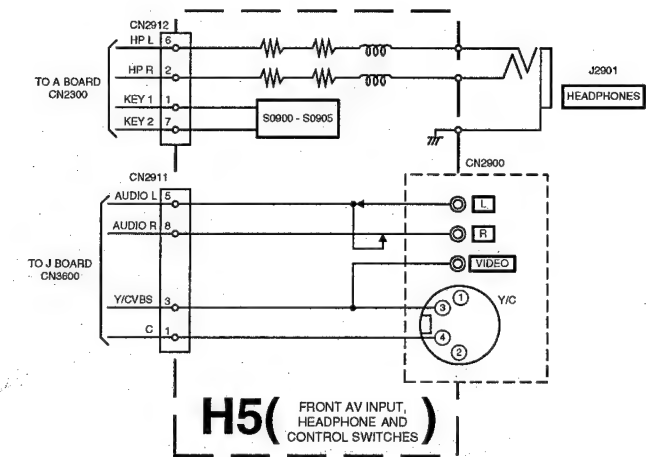 CN2912
HP L 6
HP R 2
KEY 1 1
KEY 2 7
TO A BOARD
CN2300
S0900 - S0905
J2901
HEADPHONES
CN2900
CN2911
AUDIO L 5
AUDIO R 8
TO J BOARD
CN3600
Y/CVBS 3
C 1
L
R
VIDEO
Y/C
1
3
4
2
H5( FRONT AV INPUT,
HEADPHONE AND
CONTROL SWITCHES )